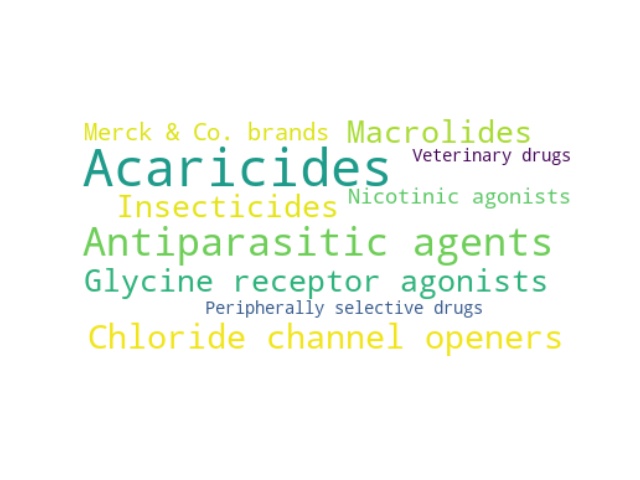 Merck & Co. brands
Macrolides
Acaricides
Veterinary drugs
Insecticides
Nicotinic agonists
Antiparasitic agents
Glycine receptor agonists
Peripherally selective drugs
Chloride channel openers